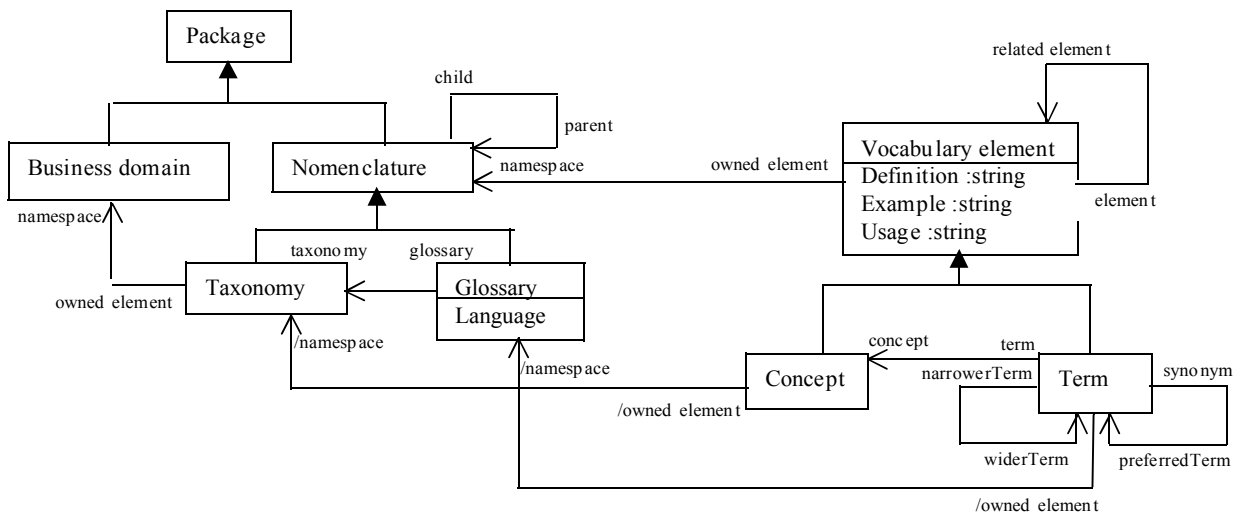 Package
child
parent
related element
Business domain
Nomenclature
namespace
owned element
Vocabulary element
Definition :string
Example :string
Usage :string
element
namespace
taxonomy
glossary
owned element
Taxonomy
Glossary
Language
/namespace
/namespace
concept
term
Concept
narrowerTerm
Term
synonym
/owned element
widerTerm
preferredTerm
/owned element